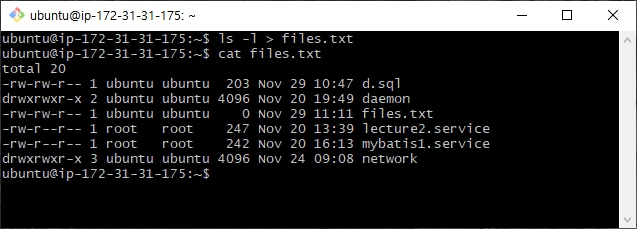 ubuntu@ip-172-31-31-175: ~
ubuntu@ip-172-31-31-175:~$ ls -l > files.txt
ubuntu@ip-172-31-31-175:~$ cat files.txt
total 20
-rw-rw-r-- 1 ubuntu ubuntu  203 Nov 29 10:47 d.sql
drwxrwxr-x 2 ubuntu ubuntu 4096 Nov 20 19:49 daemon
-rw-rw-r-- 1 ubuntu ubuntu    0 Nov 29 11:11 files.txt
-rw-r--r-- 1 root   root    247 Nov 20 13:39 lecture2.service
-rw-r--r-- 1 root   root    242 Nov 20 16:13 mybatis1.service
drwxrwxr-x 3 ubuntu ubuntu 4096 Nov 24 09:08 network
ubuntu@ip-172-31-31-175:~$